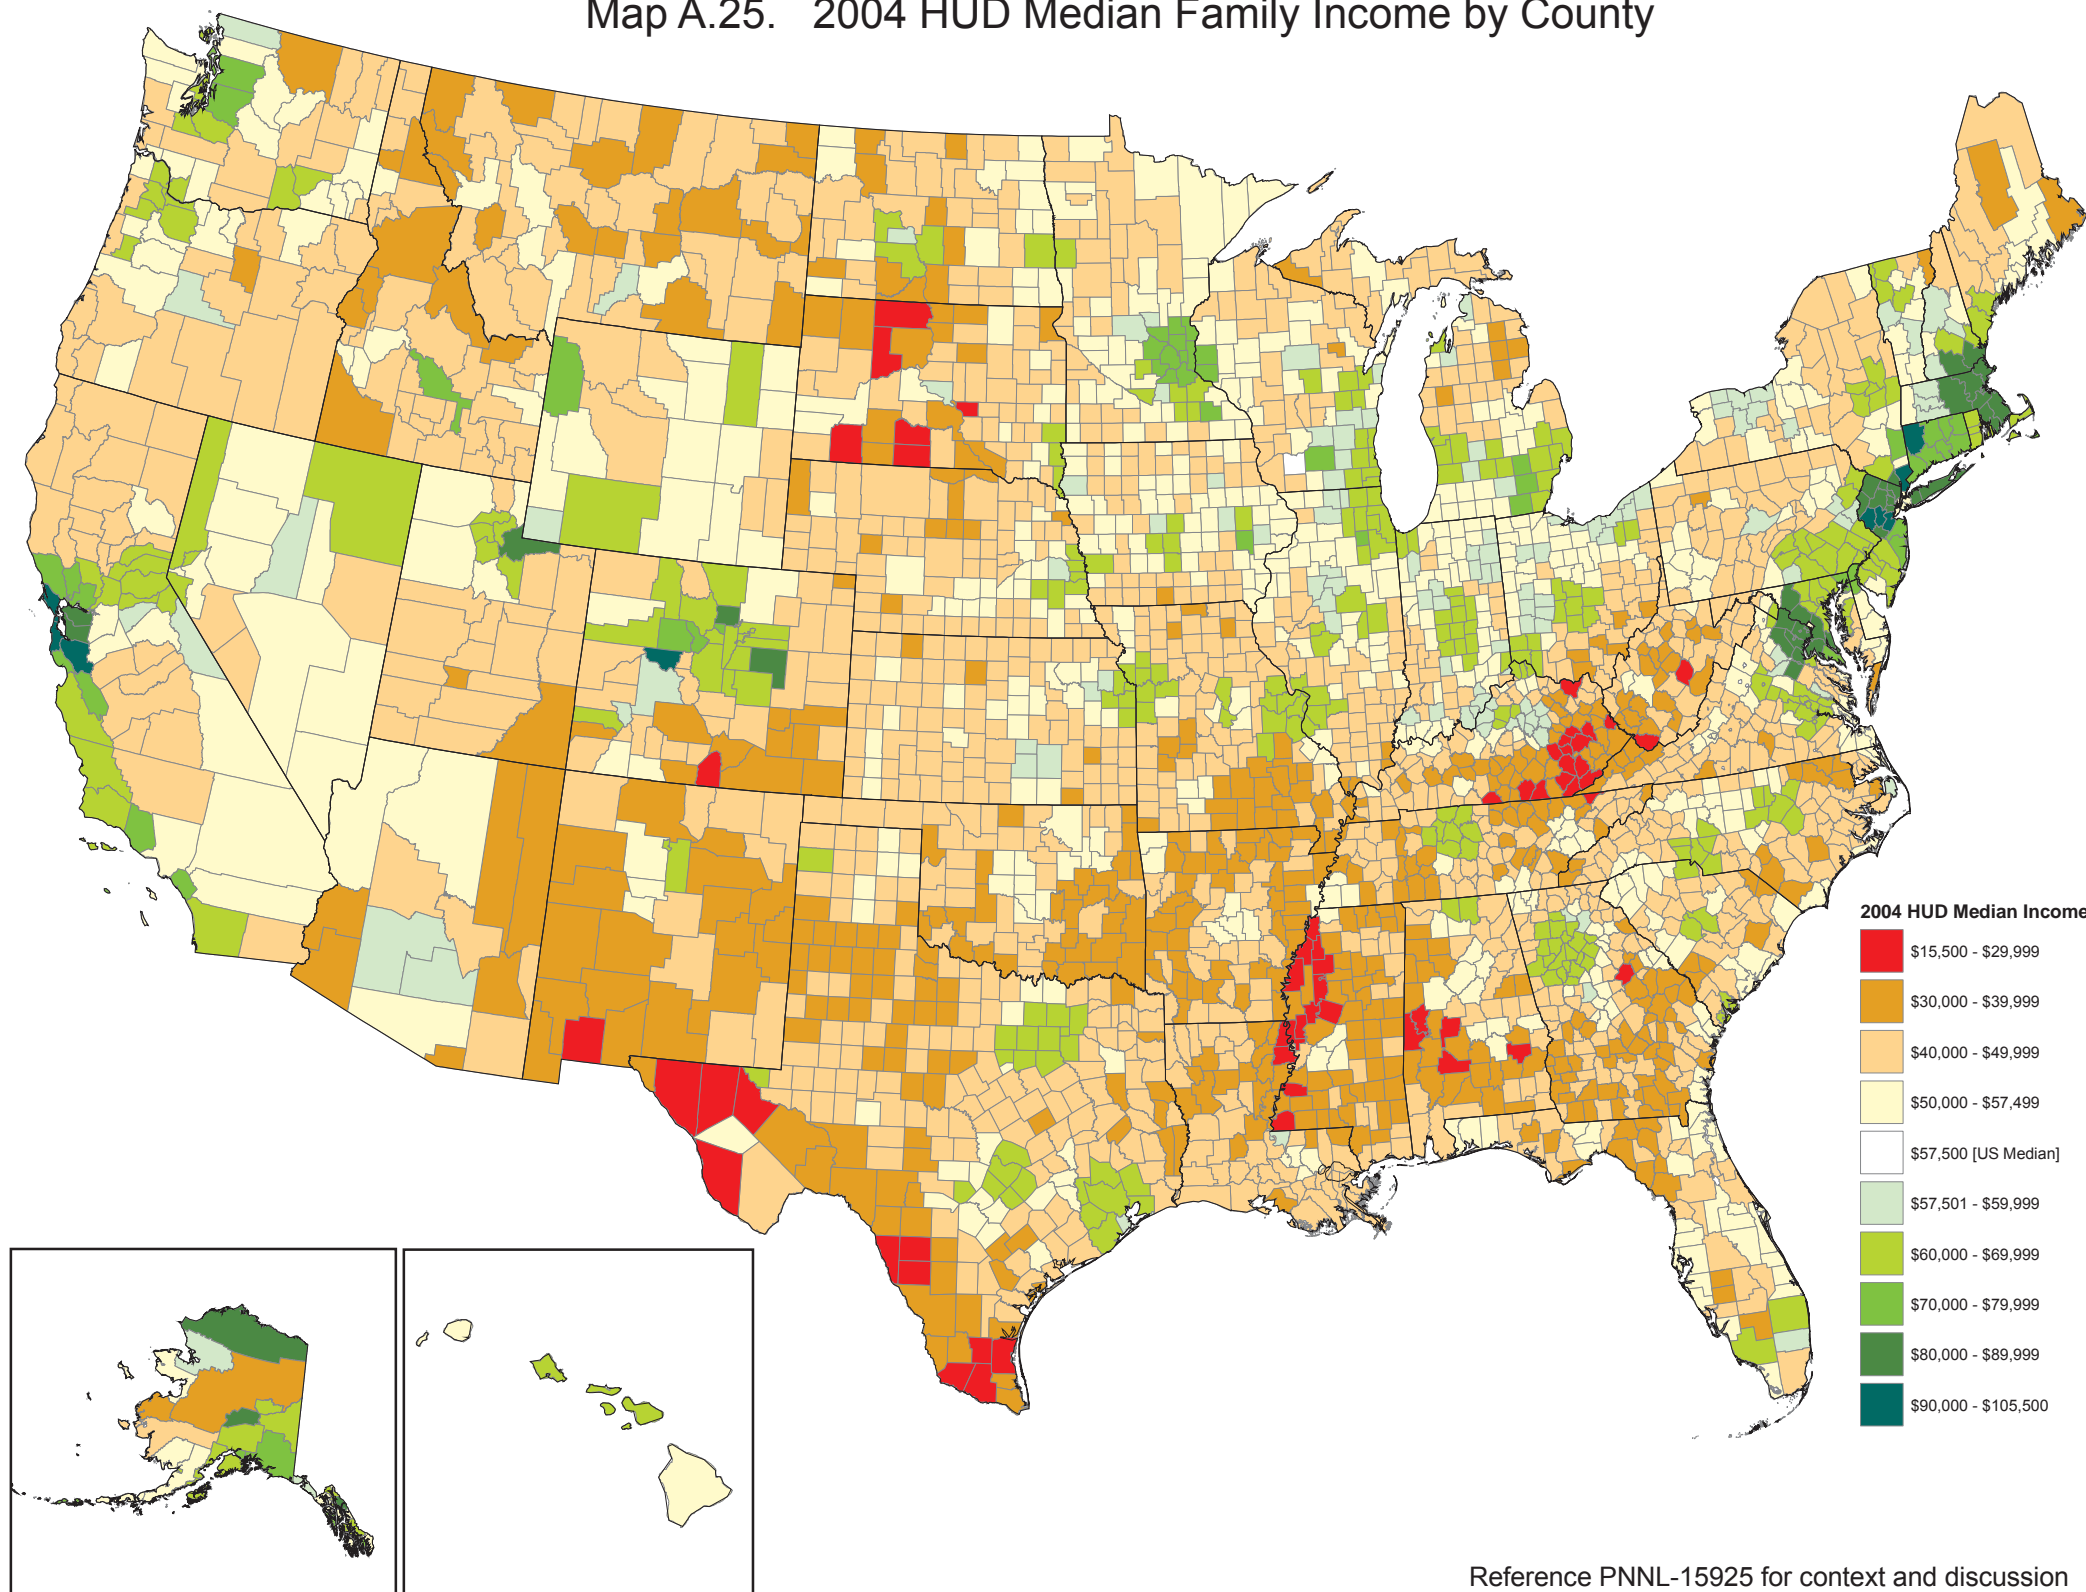 Map A.25.   2004 HUD Median Family Income by County
2004 HUD Median Income
$15,500 - $29,999
$30,000 - $39,999
$40,000 - $49,999
$50,000 - $57,499
$57,500 [US Median]
$57,501 - $59,999
$60,000 - $69,999
$70,000 - $79,999
$80,000 - $89,999
$90,000 - $105,500
Reference PNNL-15925 for context and discussion